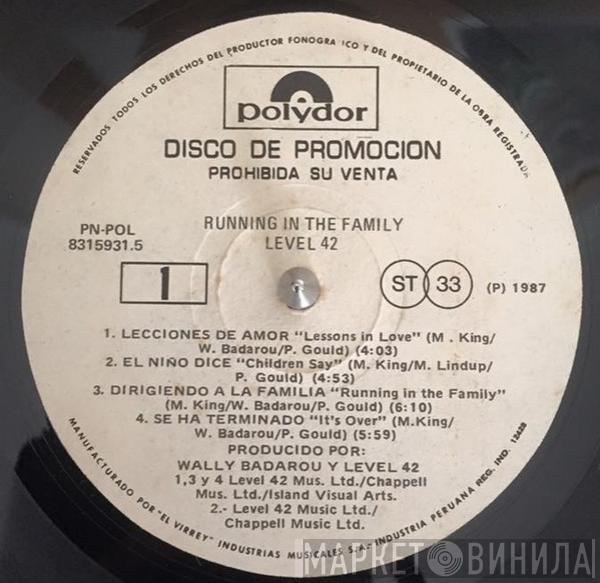 RESERVADOS TODOS LOS DERECHOS DEL PRODUCTOR FONOGRA ICO Y DEL PROPIETARIO DE LA OBRA REGISTRADA
polydor
DISCO DE PROMOCION
PROHIBIDA SU VENTA
RUNNING IN THE FAMILY
LEVEL 42
PN-POL
8315931.5
1
ST 33
(P) 1987
1. LECCIONES DE AMOR "Lessons in Love" (M . King/
W. Badarou/P. Gould) (4:03)
2. EL NIÑO DICE "Children Say" (M. King/M. Lindup/
P. Gould) (4:53)
3. DIRIGIENDO A LA FAMILIA "Running in the Family"
(M. King/W. Badarou/P. Gould) (6:10)
4. SE HA TERMINADO "It's Over" (M.King/
W. Badarou/P. Gould) (5:59)
PRODUCIDO POR:
WALLY BADAROU Y LEVEL 42
1,3 y 4 Level 42 Mus. Ltd./Chappell
Mus. Ltd./Island Visual Arts.
2.- Level 42 Music Ltd./
Chappell Music Ltd.
MANUFACTURADO POR "EL VIRREY" INDUSTRIAS MUSICALES S.A.- INDUSTRIA PERUANA REG. IND. 12428
МАРКЕТ ВИНИЛА